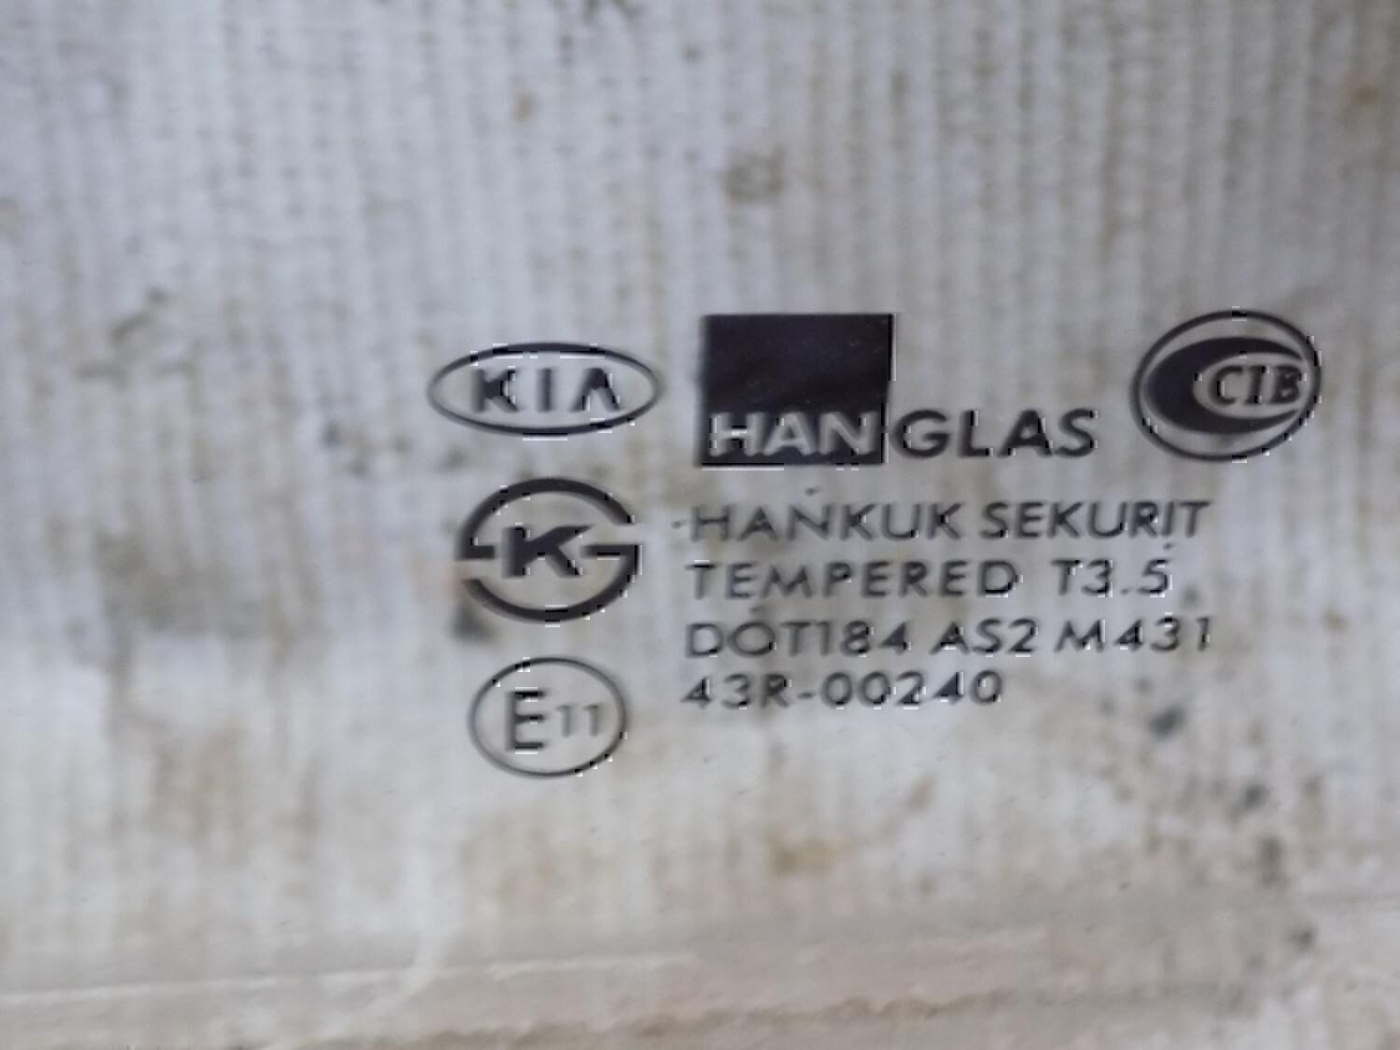 KIA
HANGLAS
CIB
K
HANKUK SEKURIT
TEMPERED T3.5
DOT184 AS2 M431
43R-00240
E11